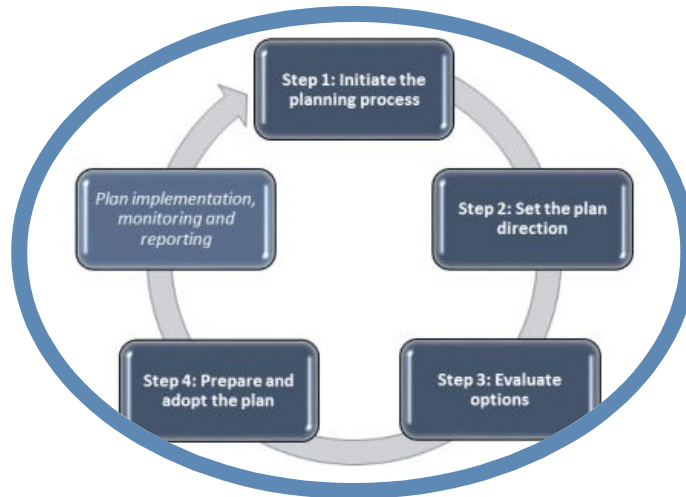 Step 1: Initiate the
planning process
Step 2: Set the plan
direction
Step 3: Evaluate
options
Step 4: Prepare and
adopt the plan
Plan implementation,
monitoring and
reporting